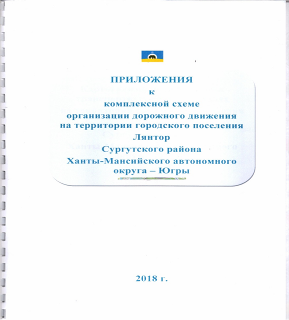 ПРИЛОЖЕНИЯ
к
комплексной схеме
организации дорожного движения
на территории городского поселения
Лянтор
Сургутского района
Ханты-Мансийского автономного
округа – Югры
2018 г.